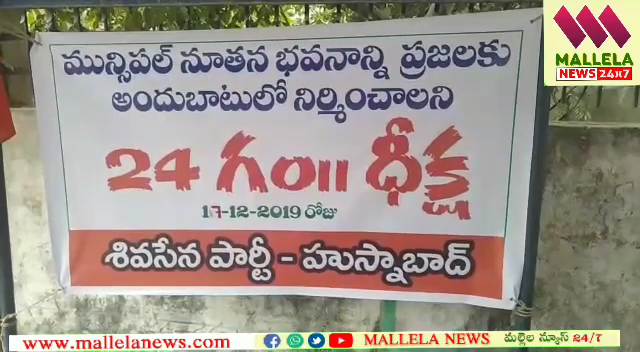 మున్సిపల్ నూతన భవనాన్ని ప్రజలకు
అందుబాటులో నిర్మించాలని
24 గం॥ దీక్ష
17-12-2019 రోజు
శివసేన పార్టీ - హుస్నాబాద్
MALLELA
NEWS 24x7
www.mallelanews.com
MALLELA NEWS
మల్లెల న్యూస్ 24/7